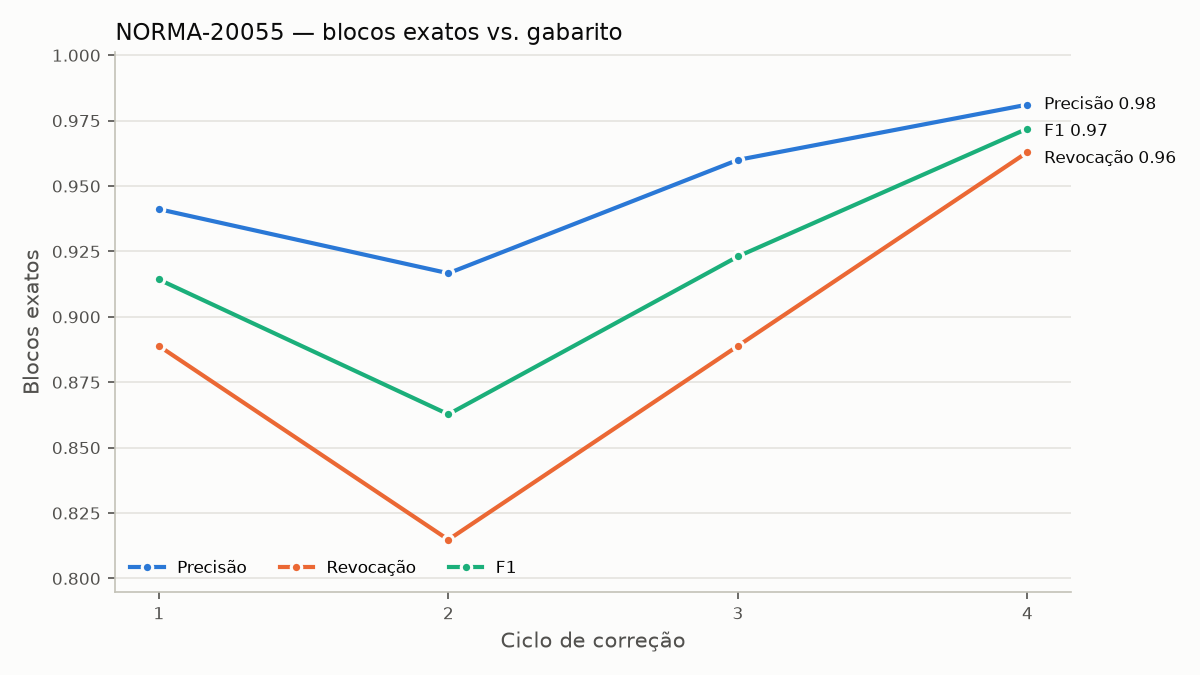 NORMA-20055 — blocos exatos vs. gabarito
1.000
0.975
0.950
0.925
0.900
0.875
0.850
0.825
0.800
Blocos exatos
Precisão 0.98
F1 0.97
Revocação 0.96
Precisão Revocação F1
1 2 3 4
Ciclo de correção